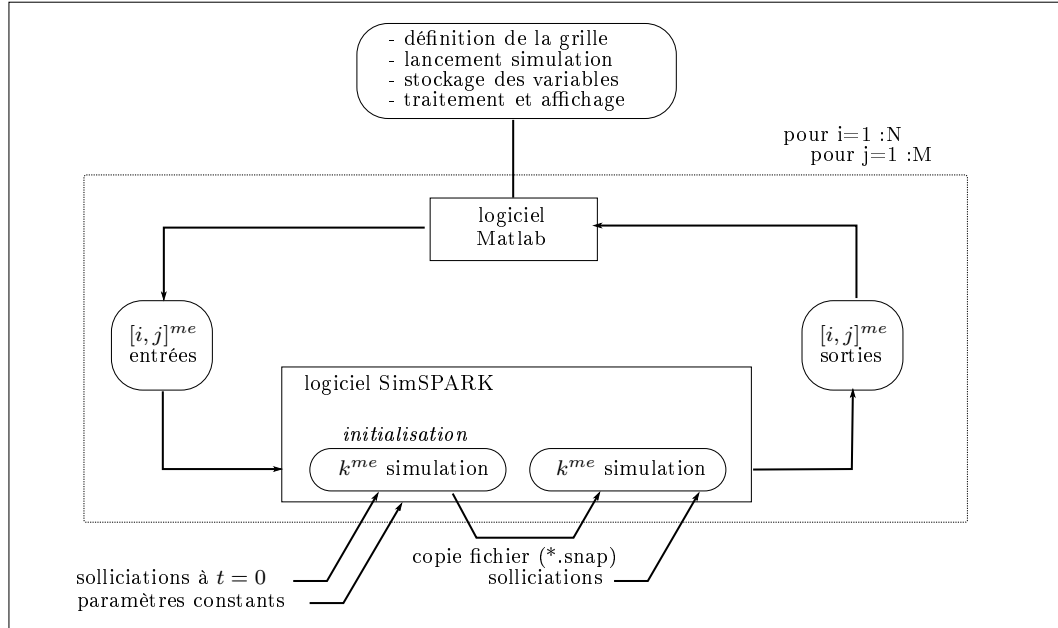 - définition de la grille
- lancement simulation
- stockage des variables
- traitement et affichage
pour i=1 :N
pour j=1 :M
logiciel
Matlab
[i, j]^{me}
entrées
[i, j]^{me}
sorties
logiciel SimSPARK
initialisation
k^{me} simulation
k^{me} simulation
copie fichier (*.snap)
solliciations
solliciations à t = 0
paramètres constants